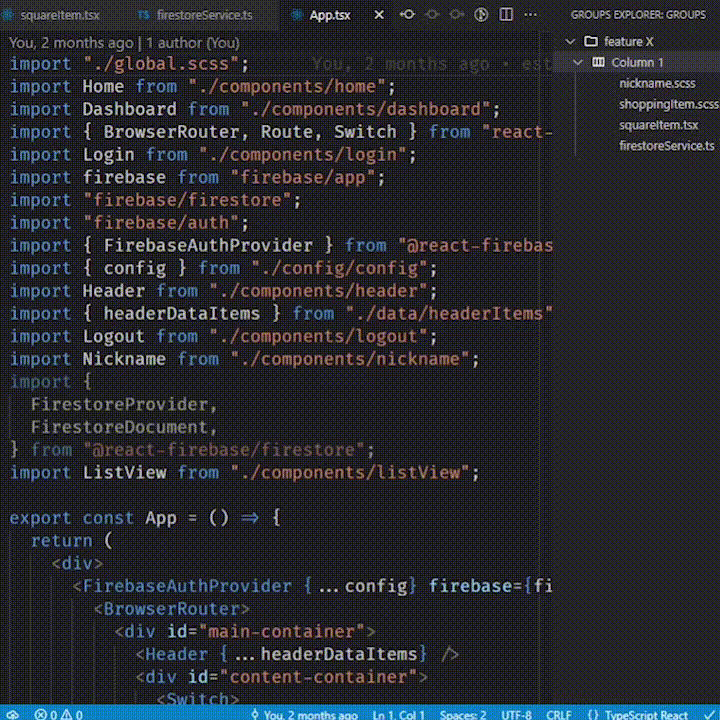 squareItem.tsx
TS firestoreService.ts
App.tsx
GROUPS EXPLORER: GROUPS
feature X
Column 1
nickname.scss
shoppingItem.scss
squareItem.tsx
firestoreService.ts
You, 2 months ago | 1 author (You)
import "./global.scss"; You, 2 months ago • est
import Home from "./components/home";
import Dashboard from "./components/dashboard";
import { BrowserRouter, Route, Switch } from "react-
import Login from "./components/login";
import firebase from "firebase/app";
import "firebase/firestore";
import "firebase/auth";
import { FirebaseAuthProvider } from "@react-firebas
import { config } from "./config/config";
import Header from "./components/header";
import { headerDataItems } from "./data/headerItems"
import Logout from "./components/logout";
import Nickname from "./components/nickname";
import {
FirestoreProvider,
FirestoreDocument,
} from "@react-firebase/firestore";
import ListView from "./components/listView";
export const App = () => {
return (
<div>
<FirebaseAuthProvider {...config} firebase={fi
<BrowserRouter>
<div id="main-container">
<Header {...headerDataItems} />
<div id="content-container">
<Switch>
0 0 You, 2 months ago Ln 1, Col 1 Spaces: 2 UTF-8 CRLF {} TypeScript React